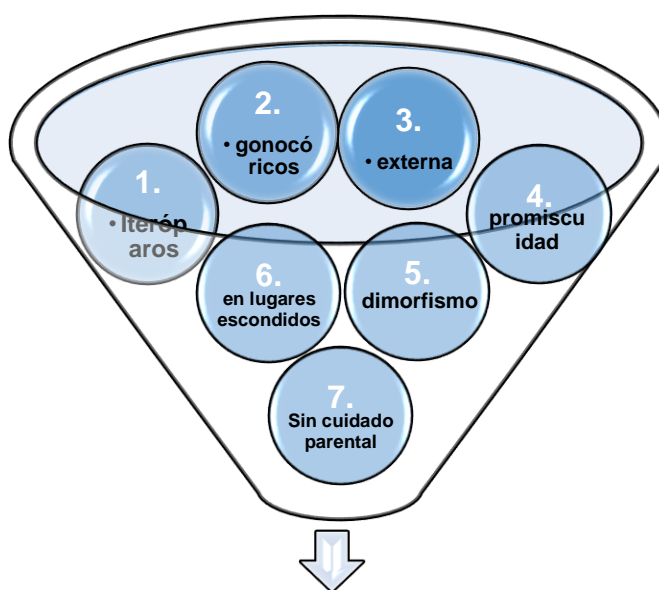 1.
• Iteróp
aros
2.
• gonocó
ricos
3.
• externa
4.
promiscu
idad
5.
dimorfismo
6.
en lugares
escondidos
7.
Sin cuidado
parental